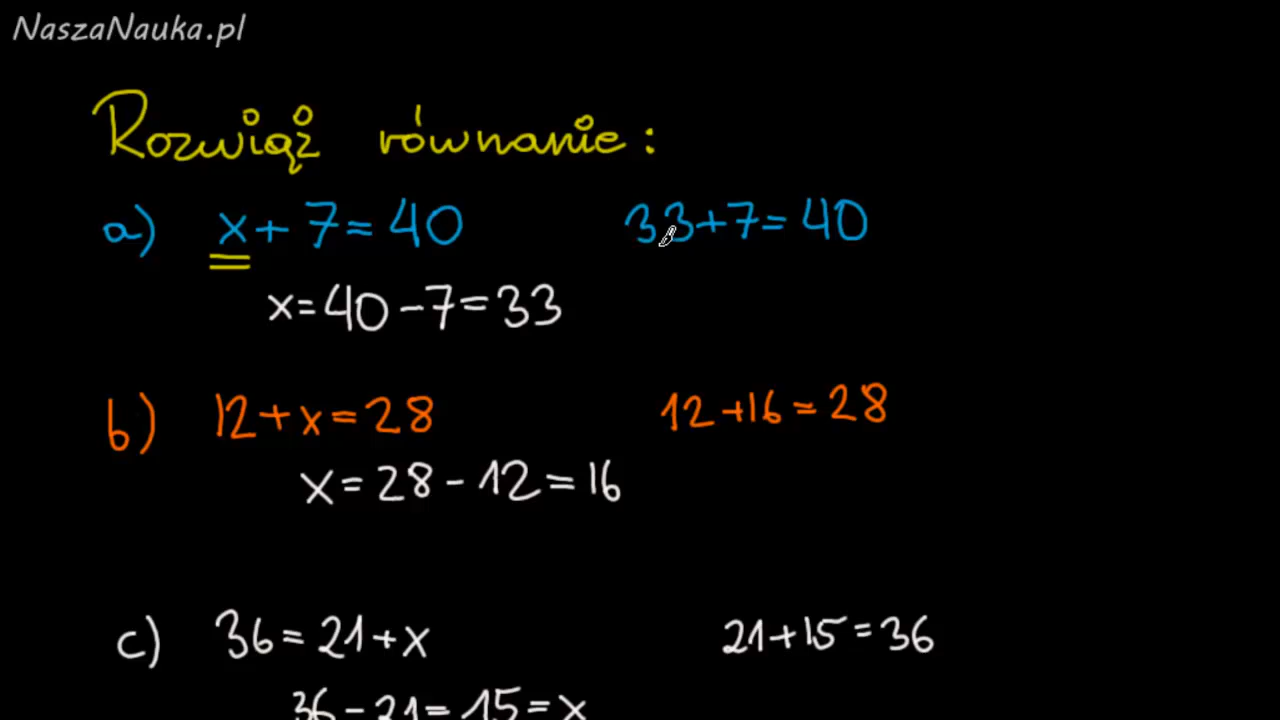 NaszaNauka.pl
Rozwiąż równanie:
a) x + 7 = 40 33 + 7 = 40
x = 40 - 7 = 33
b) 12 + x = 28 12 + 16 = 28
x = 28 - 12 = 16
c) 36 = 21 + x 21 + 15 = 36
36 - 21 = 15 = x